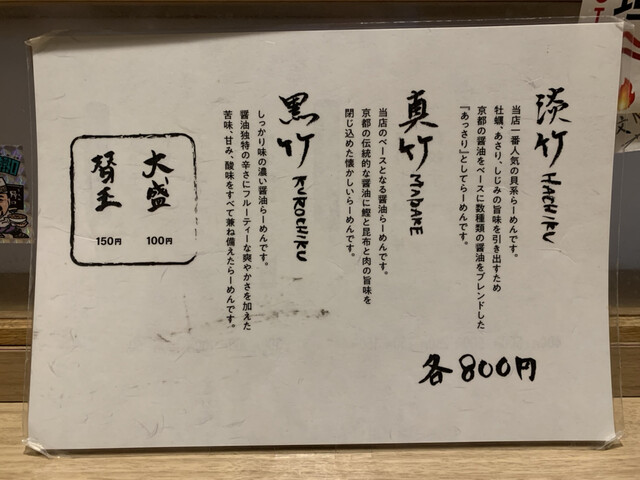 淡竹 HACHIKU
当店一番人気の貝系らーめんです。
牡蠣、あさり、しじみの旨味を引き出すため
京都の醤油をベースに数種類の醤油をブレンドした
『あっさり』としてらーめんです。
真竹 MADAKE
当店のベースとなる醤油らーめんです。
京都の伝統的な醤油に鰹と昆布と肉の旨味を
閉じ込めた懐かしいらーめんです。
黒竹 KUROCHIKU
しっかり味の濃い醤油らーめんです。
醤油独特の辛さにフルーティーな爽やかさを加えた
苦味、甘み、酸味をすべて兼ね備えたらーめんです。
大盛 100円
替玉 150円
各800円